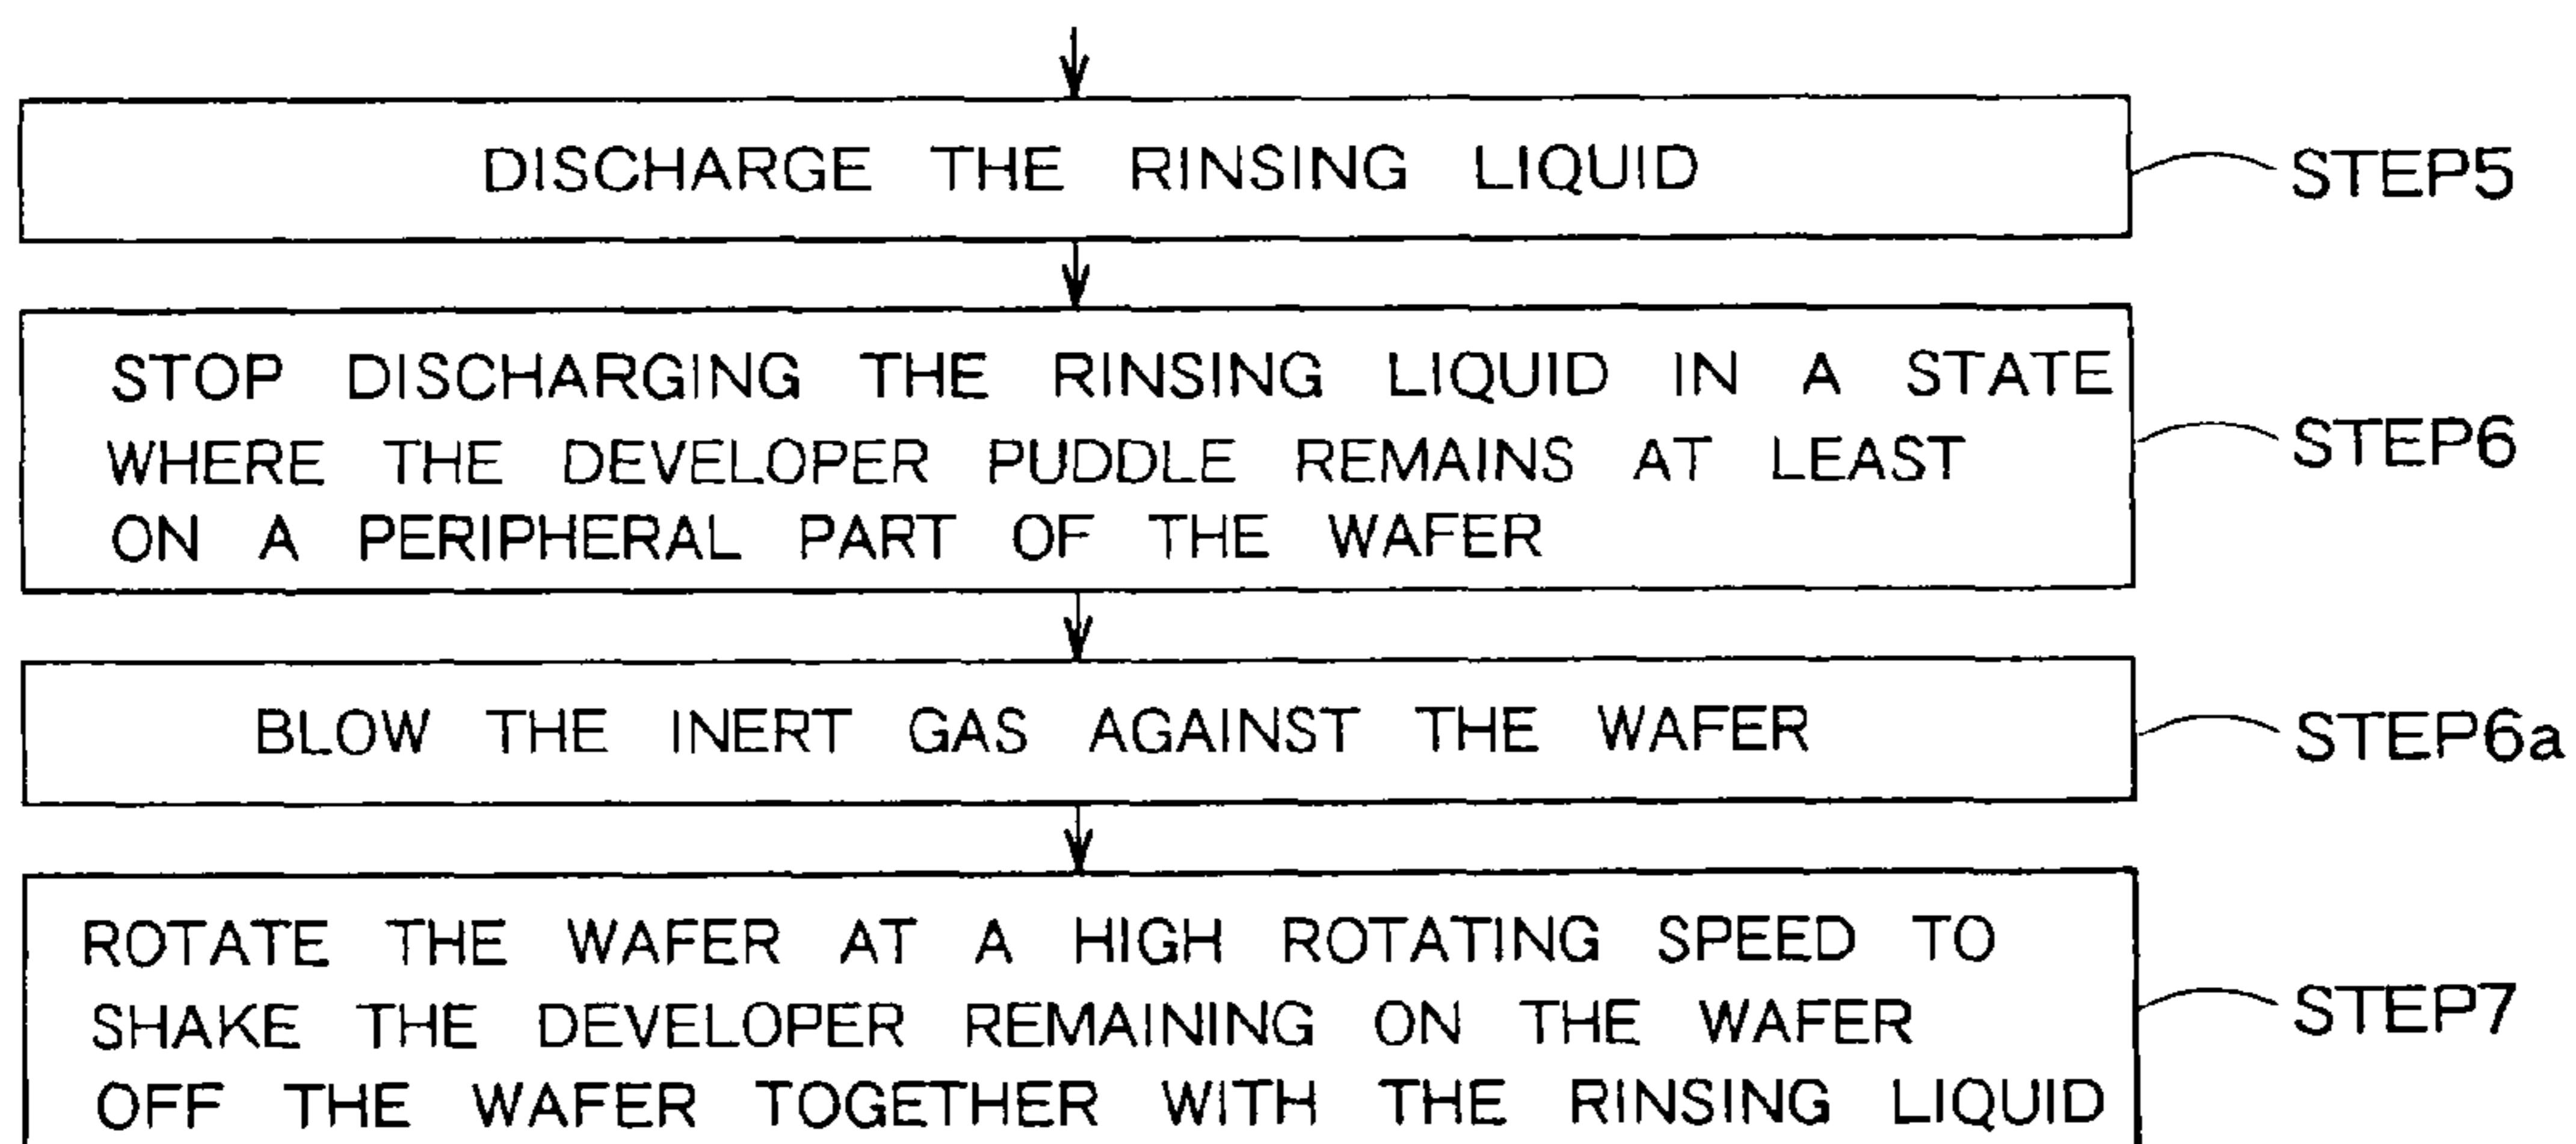 DISCHARGE THE RINSING LIQUID
STEP5
STOP DISCHARGING THE RINSING LIQUID IN A STATE
WHERE THE DEVELOPER PUDDLE REMAINS AT LEAST
ON A PERIPHERAL PART OF THE WAFER
STEP6
BLOW THE INERT GAS AGAINST THE WAFER
STEP6a
ROTATE THE WAFER AT A HIGH ROTATING SPEED TO
SHAKE THE DEVELOPER REMAINING ON THE WAFER
OFF THE WAFER TOGETHER WITH THE RINSING LIQUID
STEP7